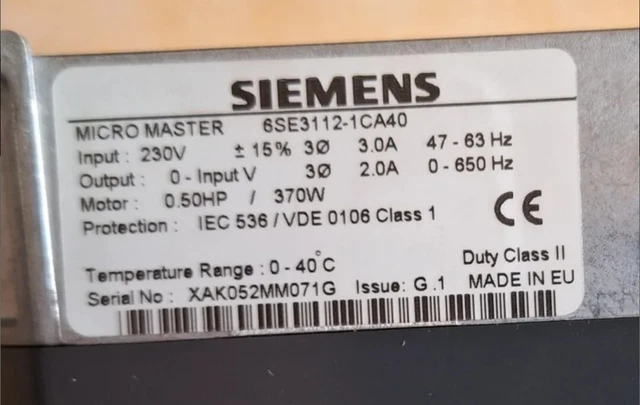 SIEMENS
MICRO MASTER 6SE3112-1CA40
Input : 230V ± 15% 3Ø 3.0A 47 - 63 Hz
Output : 0 - Input V 3Ø 2.0A 0 - 650 Hz
Motor : 0.50HP / 370W
Protection : IEC 536 / VDE 0106 Class 1
CE
Temperature Range : 0 - 40°C Duty Class II
Serial No : XAK052MM071G Issue: G .1 MADE IN EU